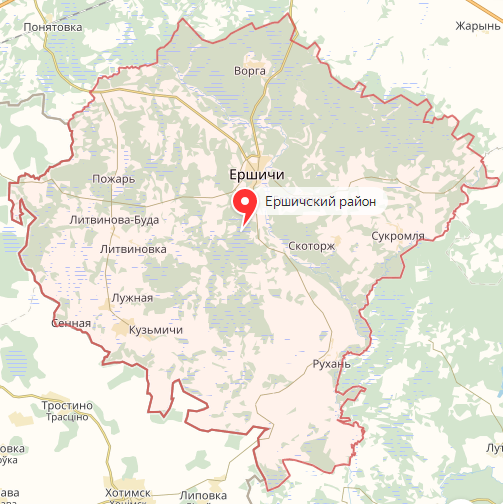 Понятовка
Жарынь
Ворга
Ершичи
Пожарь
Ершичский район
Литвинова-Буда
Сукромля
Скоторж
Литвиновка
Лужная
Сенная
Кузьмичи
Рухань
Тростино
Трасціно
Хотимск
Хоцімск
Липовка